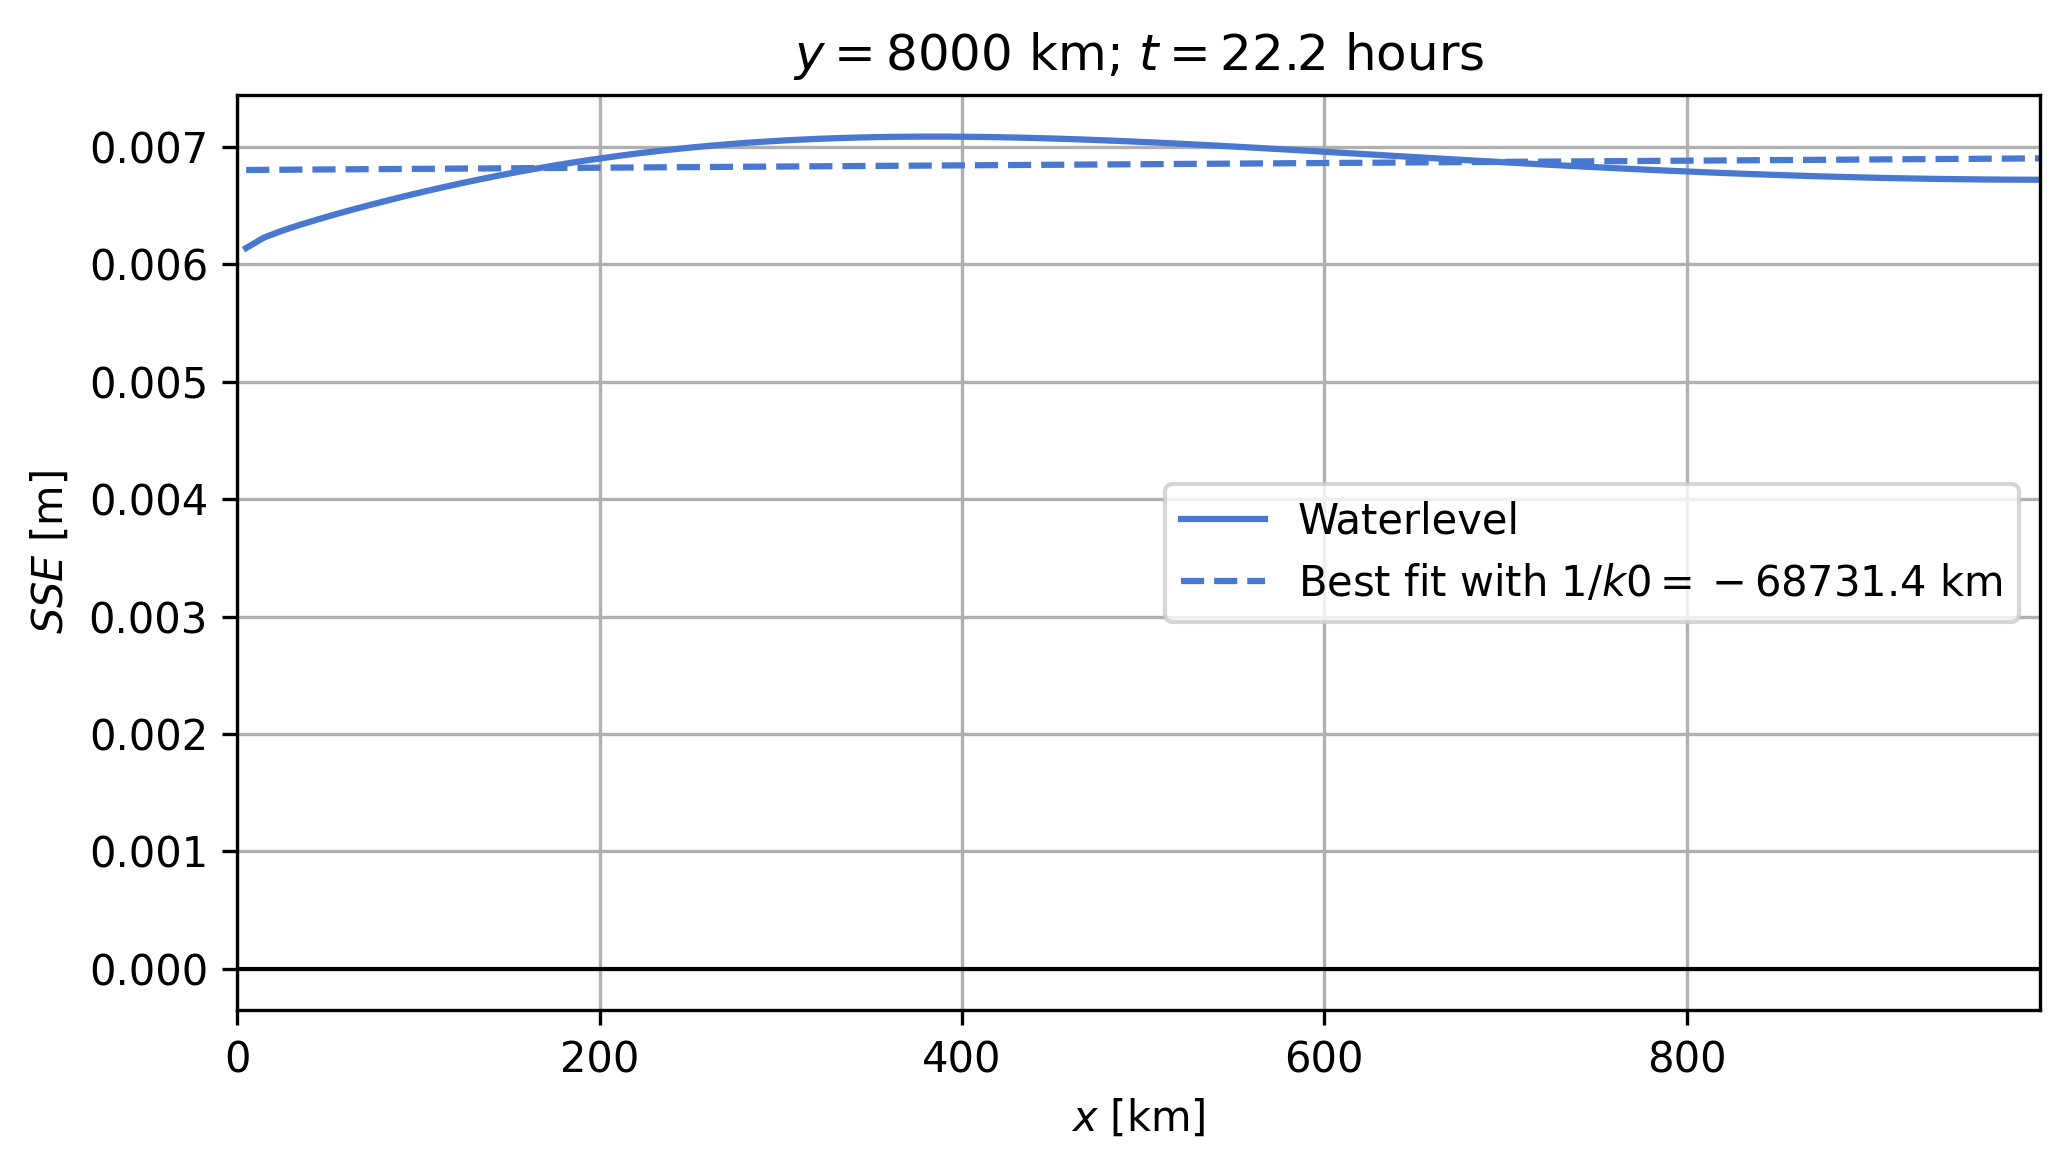 y = 8000 km; t = 22.2 hours
SSE [m]
0.007
0.006
0.005
0.004
0.003
0.002
0.001
0.000
Waterlevel
Best fit with 1/k0 = −68731.4 km
0 200 400 600 800
x [km]